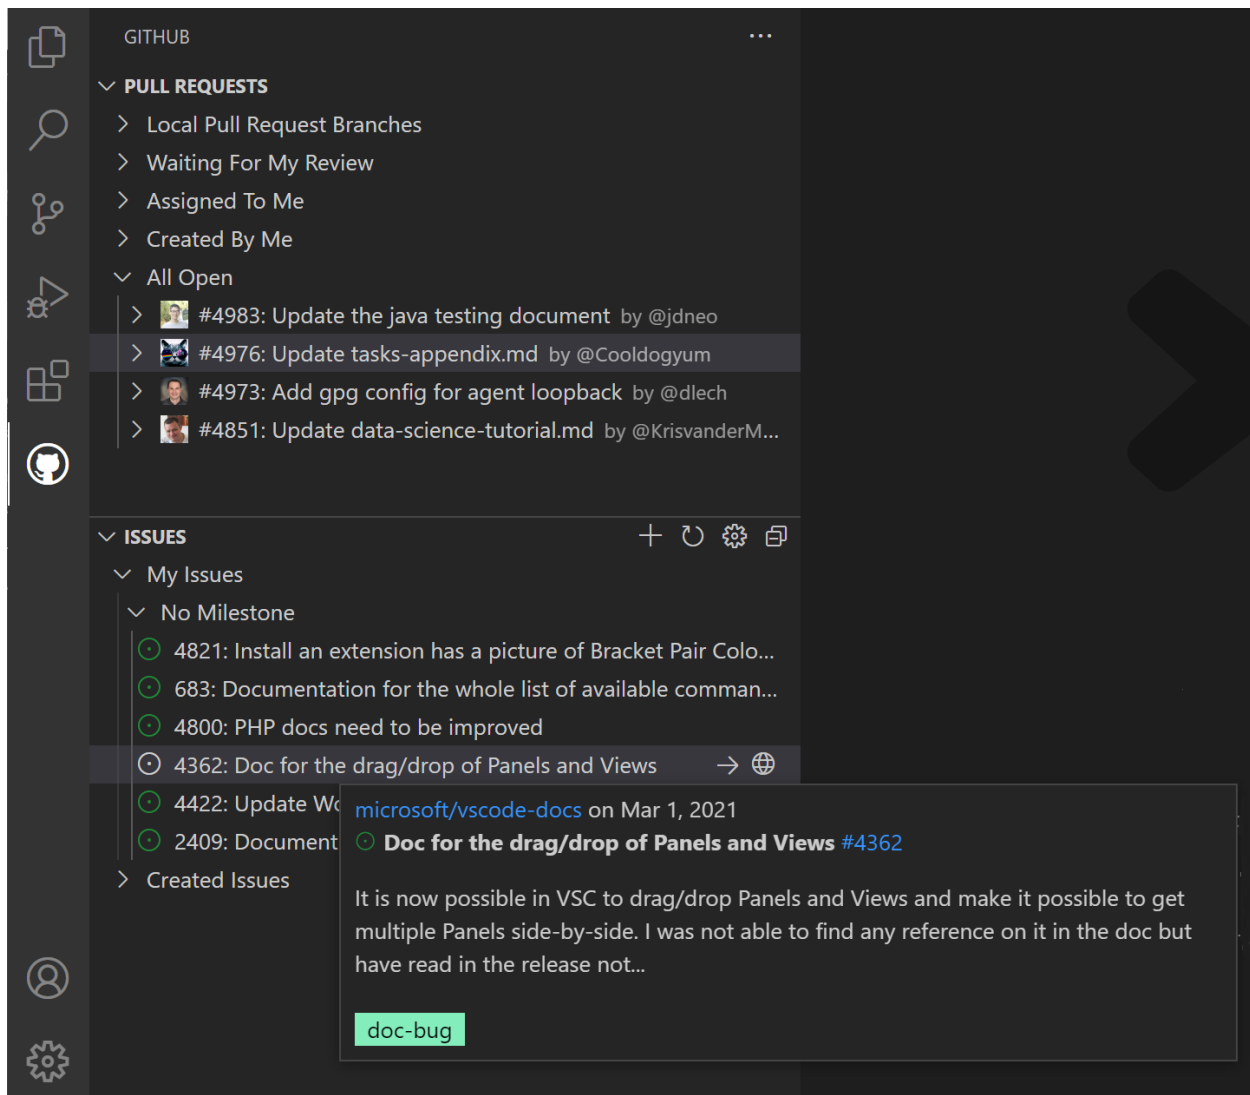 GITHUB
PULL REQUESTS
Local Pull Request Branches
Waiting For My Review
Assigned To Me
Created By Me
All Open
#4983: Update the java testing document by @jdneo
#4976: Update tasks-appendix.md by @Cooldogyum
#4973: Add gpg config for agent loopback by @dlech
#4851: Update data-science-tutorial.md by @KrisvanderM...
ISSUES
My Issues
No Milestone
4821: Install an extension has a picture of Bracket Pair Colo...
683: Documentation for the whole list of available comman...
4800: PHP docs need to be improved
4362: Doc for the drag/drop of Panels and Views
4422: Update Wo
2409: Document
Created Issues
microsoft/vscode-docs on Mar 1, 2021
Doc for the drag/drop of Panels and Views #4362
It is now possible in VSC to drag/drop Panels and Views and make it possible to get
multiple Panels side-by-side. I was not able to find any reference on it in the doc but
have read in the release not...
doc-bug